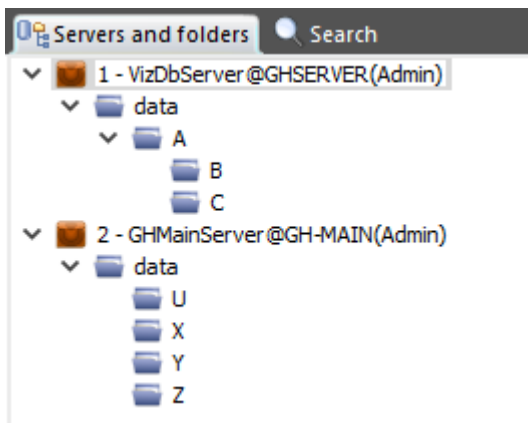 Servers and folders Search
1 - VizDbServer@GHSERVER(Admin)
data
A
B
C
2 - GHMainServer@GH-MAIN(Admin)
data
U
X
Y
Z